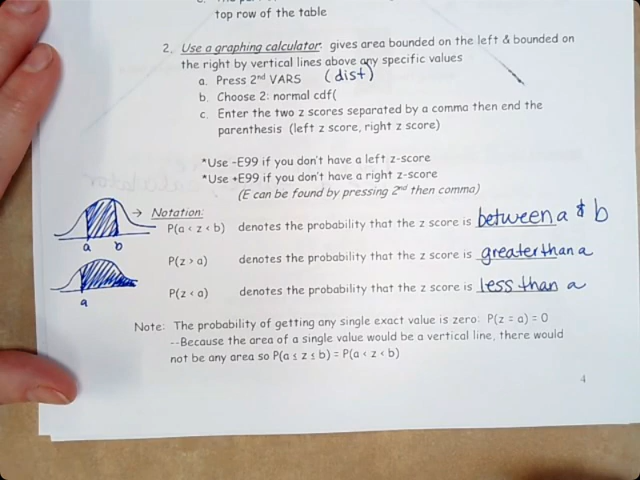 top row of the table
2. Use a graphing calculator: gives area bounded on the left & bounded on
the right by vertical lines above any specific values
a. Press 2nd VARS (dist)
b. Choose 2: normal cdf(
c. Enter the two z scores separated by a comma then end the
parenthesis (left z score, right z score)
*Use -E99 if you don't have a left z-score
*Use +E99 if you don't have a right z-score
(E can be found by pressing 2nd then comma)
→ Notation:
P(a < z < b) denotes the probability that the z score is between a & b
a b
P(z > a) denotes the probability that the z score is greater than a
P(z < a) denotes the probability that the z score is less than a
a
Note: The probability of getting any single exact value is zero: P(z = a) = 0
--Because the area of a single value would be a vertical line, there would
not be any area so P(a ≤ z ≤ b) = P(a < z < b)
4